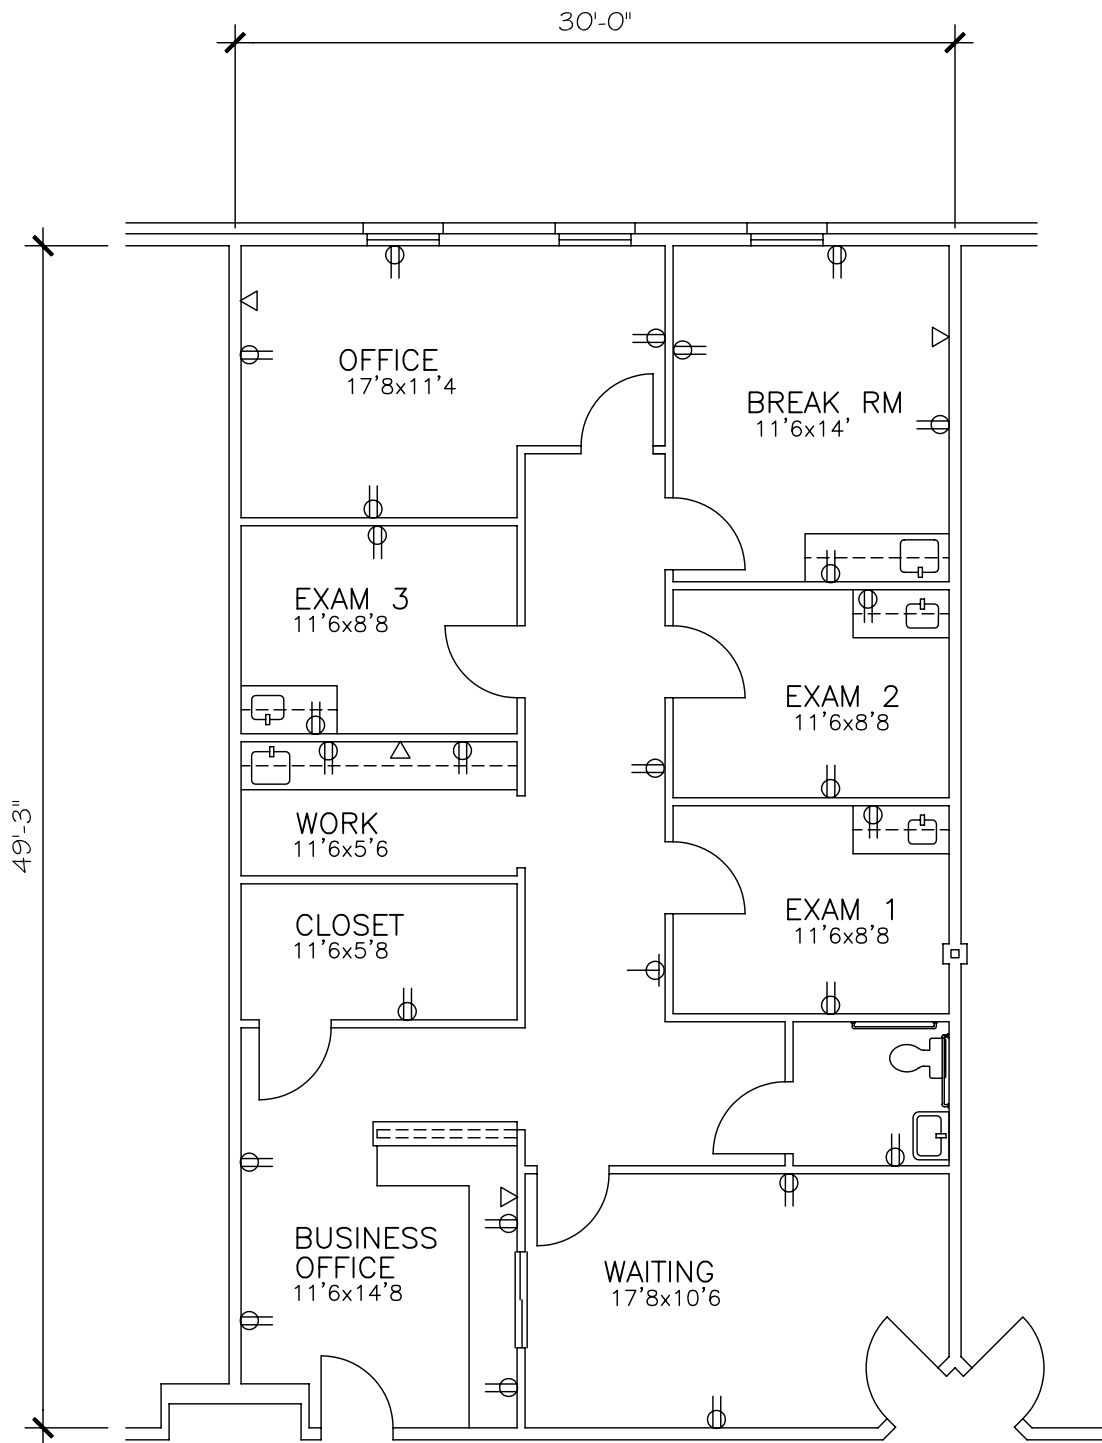 30'-0"
49'-3"
OFFICE
17'8x11'4
BREAK RM
11'6x14'
EXAM 3
11'6x8'8
EXAM 2
11'6x8'8
WORK
11'6x5'6
EXAM 1
11'6x8'8
CLOSET
11'6x5'8
BUSINESS
OFFICE
11'6x14'8
WAITING
17'8x10'6